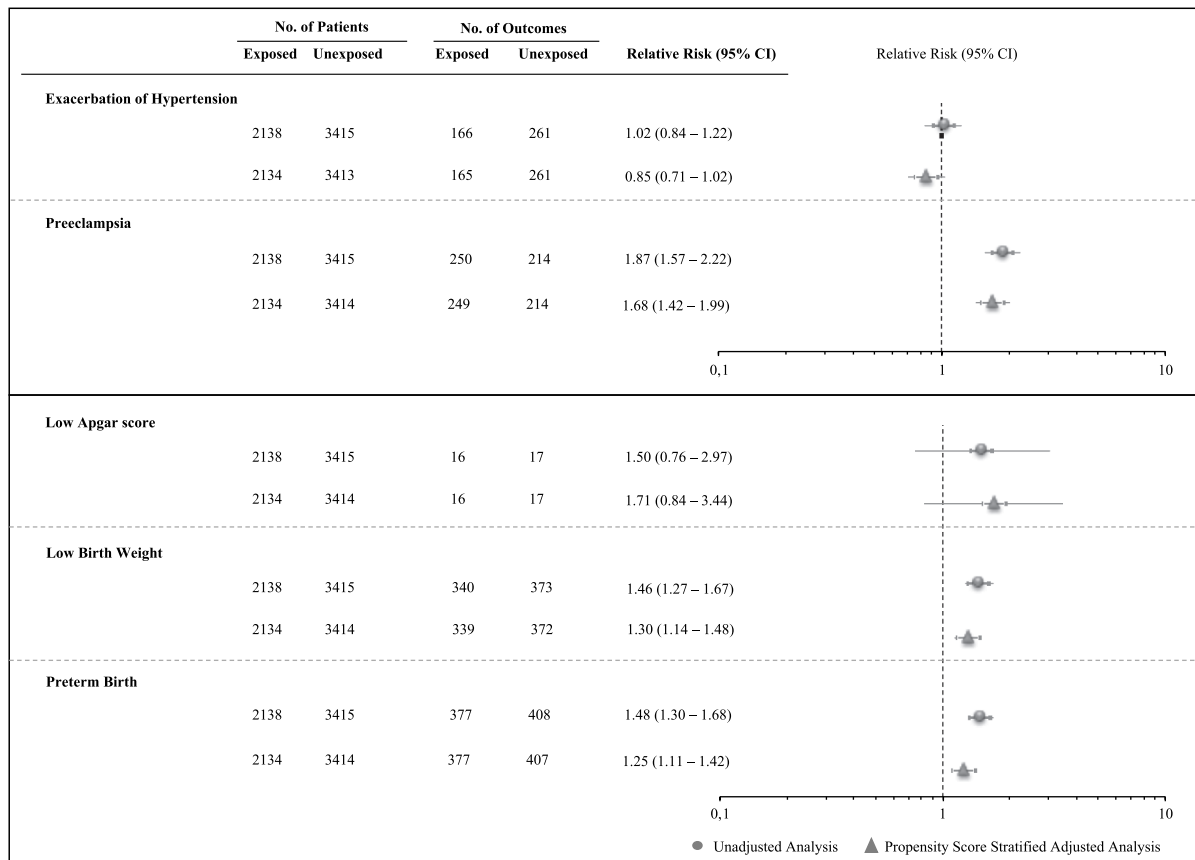 No. of Patients No. of Outcomes
Exposed Unexposed Exposed Unexposed Relative Risk (95% CI) Relative Risk (95% CI)
Exacerbation of Hypertension
2138 3415 166 261 1.02 (0.84 – 1.22)
2134 3413 165 261 0.85 (0.71 – 1.02)
Preeclampsia
2138 3415 250 214 1.87 (1.57 – 2.22)
2134 3414 249 214 1.68 (1.42 – 1.99)
0,1 1 10
Low Apgar score
2138 3415 16 17 1.50 (0.76 – 2.97)
2134 3414 16 17 1.71 (0.84 – 3.44)
Low Birth Weight
2138 3415 340 373 1.46 (1.27 – 1.67)
2134 3414 339 372 1.30 (1.14 – 1.48)
Preterm Birth
2138 3415 377 408 1.48 (1.30 – 1.68)
2134 3414 377 407 1.25 (1.11 – 1.42)
0,1 1 10
Unadjusted Analysis Propensity Score Stratified Adjusted Analysis